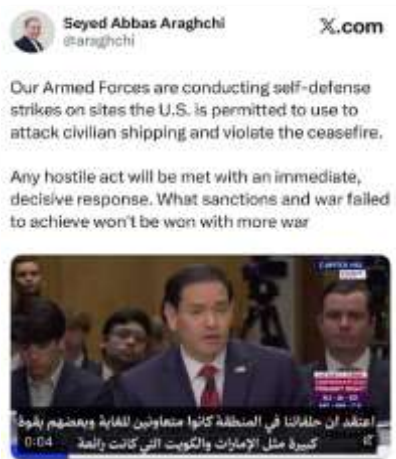 Seyed Abbas Araghchi
@araghchi
X.com
Our Armed Forces are conducting self-defense
strikes on sites the U.S. is permitted to use to
attack civilian shipping and violate the ceasefire.
Any hostile act will be met with an immediate,
decisive response. What sanctions and war failed
to achieve won't be won with more war
اعتقد ان حلفائنا في المنطقة كانوا متعاونين للغاية وبعضهم بقوة
كبيرة مثل الإمارات والكويت التي كانت رائعة
0:04